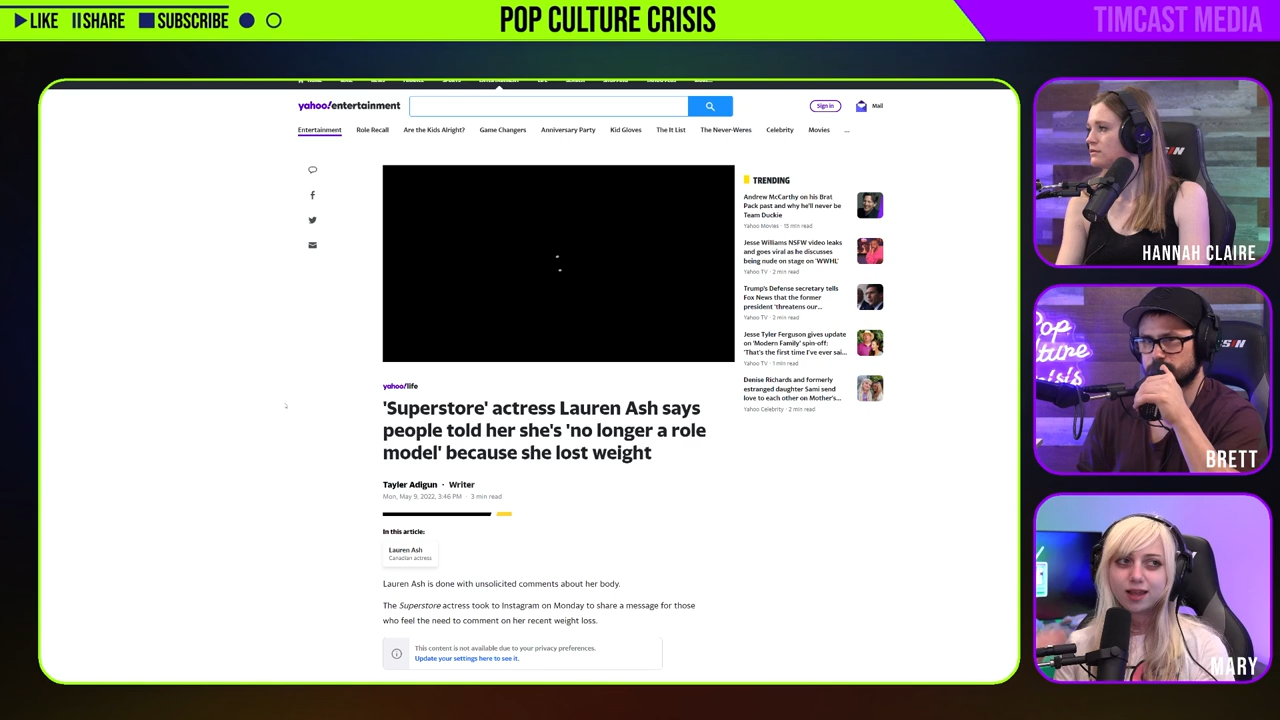 LIKE SHARE SUBSCRIBE
POP CULTURE CRISIS
TIMCAST MEDIA
yahoo!entertainment
Sign in
Mail
Entertainment Role Recall Are the Kids Alright? Game Changers Anniversary Party Kid Gloves The It List The Never-Weres Celebrity Movies ...
TRENDING
Andrew McCarthy on his Brat
Pack past and why he'll never be
Team Duckie
Yahoo Movies · 15 min read
Jesse Williams NSFW video leaks
and goes viral as he discusses
being nude on stage on 'WWHL'
Yahoo TV · 2 min read
Trump's Defense secretary tells
Fox News that the former
president 'threatens our...
Yahoo TV · 2 min read
Jesse Tyler Ferguson gives update
on 'Modern Family' spin-off:
'That's the first time I've ever sai...
Yahoo TV · 1 min read
Denise Richards and formerly
estranged daughter Sami send
love to each other on Mother's...
Yahoo Celebrity · 2 min read
yahoo!life
'Superstore' actress Lauren Ash says
people told her she's 'no longer a role
model' because she lost weight
Tayler Adigun · Writer
Mon, May 9, 2022, 3:46 PM · 3 min read
In this article:
Lauren Ash
Canadian actress
Lauren Ash is done with unsolicited comments about her body.
The Superstore actress took to Instagram on Monday to share a message for those
who feel the need to comment on her recent weight loss.
This content is not available due to your privacy preferences.
Update your settings here to see it.
HANNAH CLAIRE
Pop
BRETT
MARY